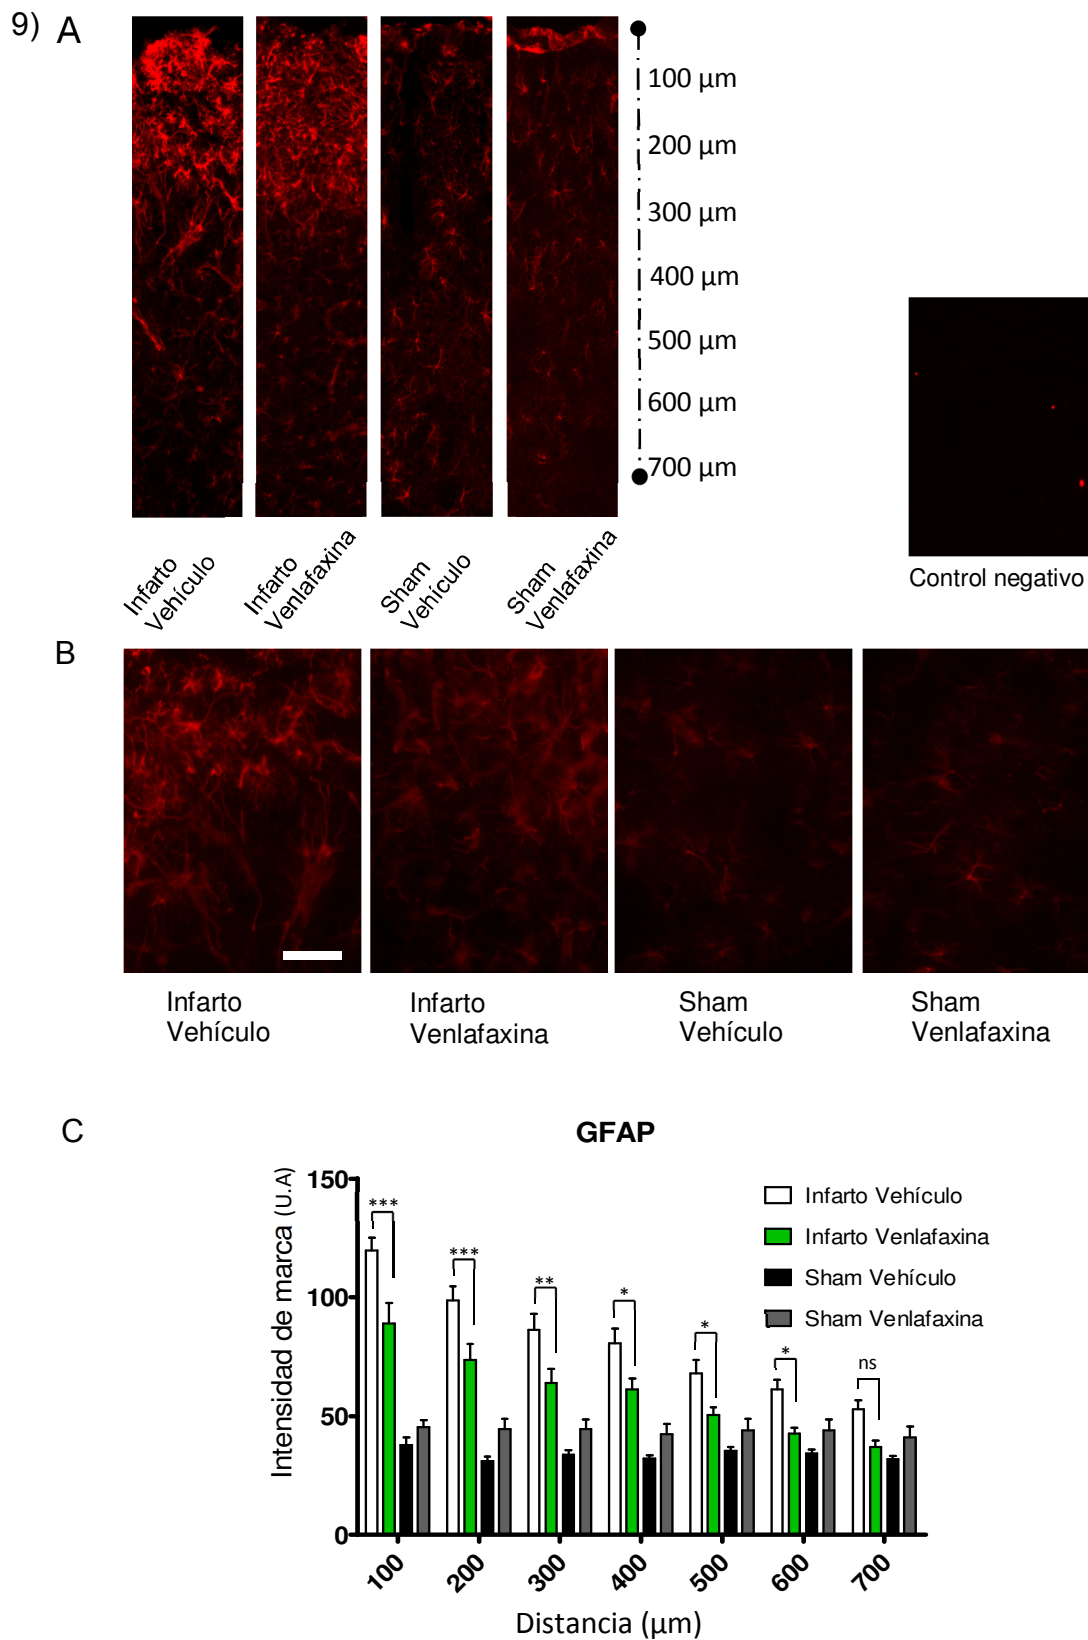 9) A
100 µm
200 µm
300 µm
400 µm
500 µm
600 µm
700 µm
Infarto
Vehículo
Infarto
Venlafaxina
Sham
Vehículo
Sham
Venlafaxina
Control negativo
B
Infarto
Vehículo
Infarto
Venlafaxina
Sham
Vehículo
Sham
Venlafaxina
C
GFAP
Intensidad de marca (U.A)
150
100
50
0
***
***
**
*
*
*
ns
Infarto Vehículo
Infarto Venlafaxina
Sham Vehículo
Sham Venlafaxina
100
200
300
400
500
600
700
Distancia (µm)